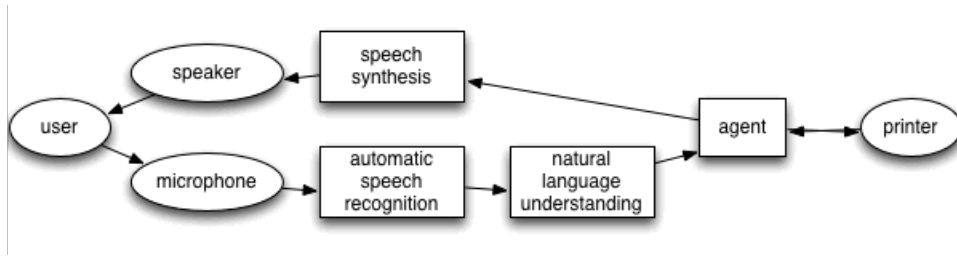 speech
synthesis
speaker
user
agent
printer
microphone
automatic
speech
recognition
natural
language
understanding